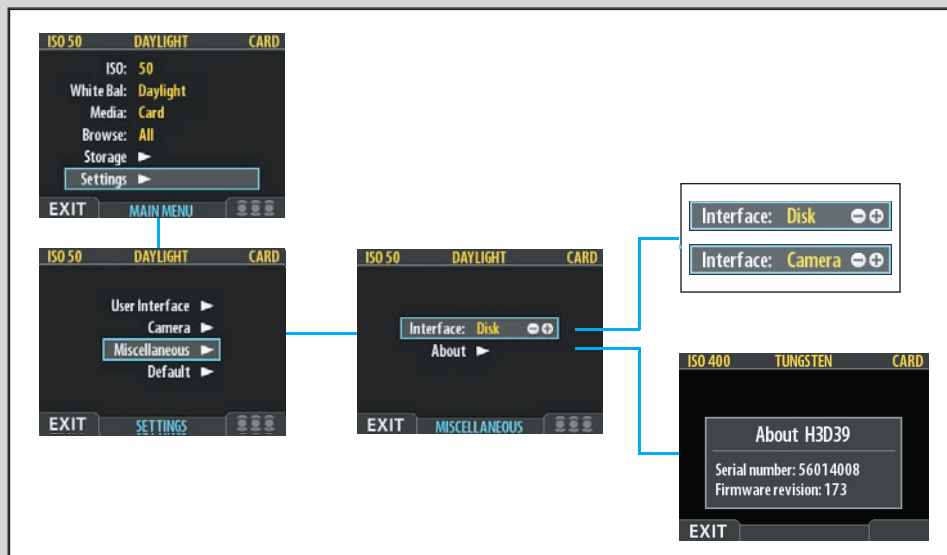 ISO 50 DAYLIGHT CARD
ISO: 50
White Bal: Daylight
Media: Card
Browse: All
Storage
Settings
EXIT MAIN MENU
ISO 50 DAYLIGHT CARD
User Interface
Camera
Miscellaneous
Default
EXIT SETTINGS
ISO 50 DAYLIGHT CARD
Interface: Disk
About
EXIT MISCELLANEOUS
Interface: Disk
Interface: Camera
ISO 400 TUNGSTEN CARD
About H3D39
Serial number: 56014008
Firmware revision: 173
EXIT